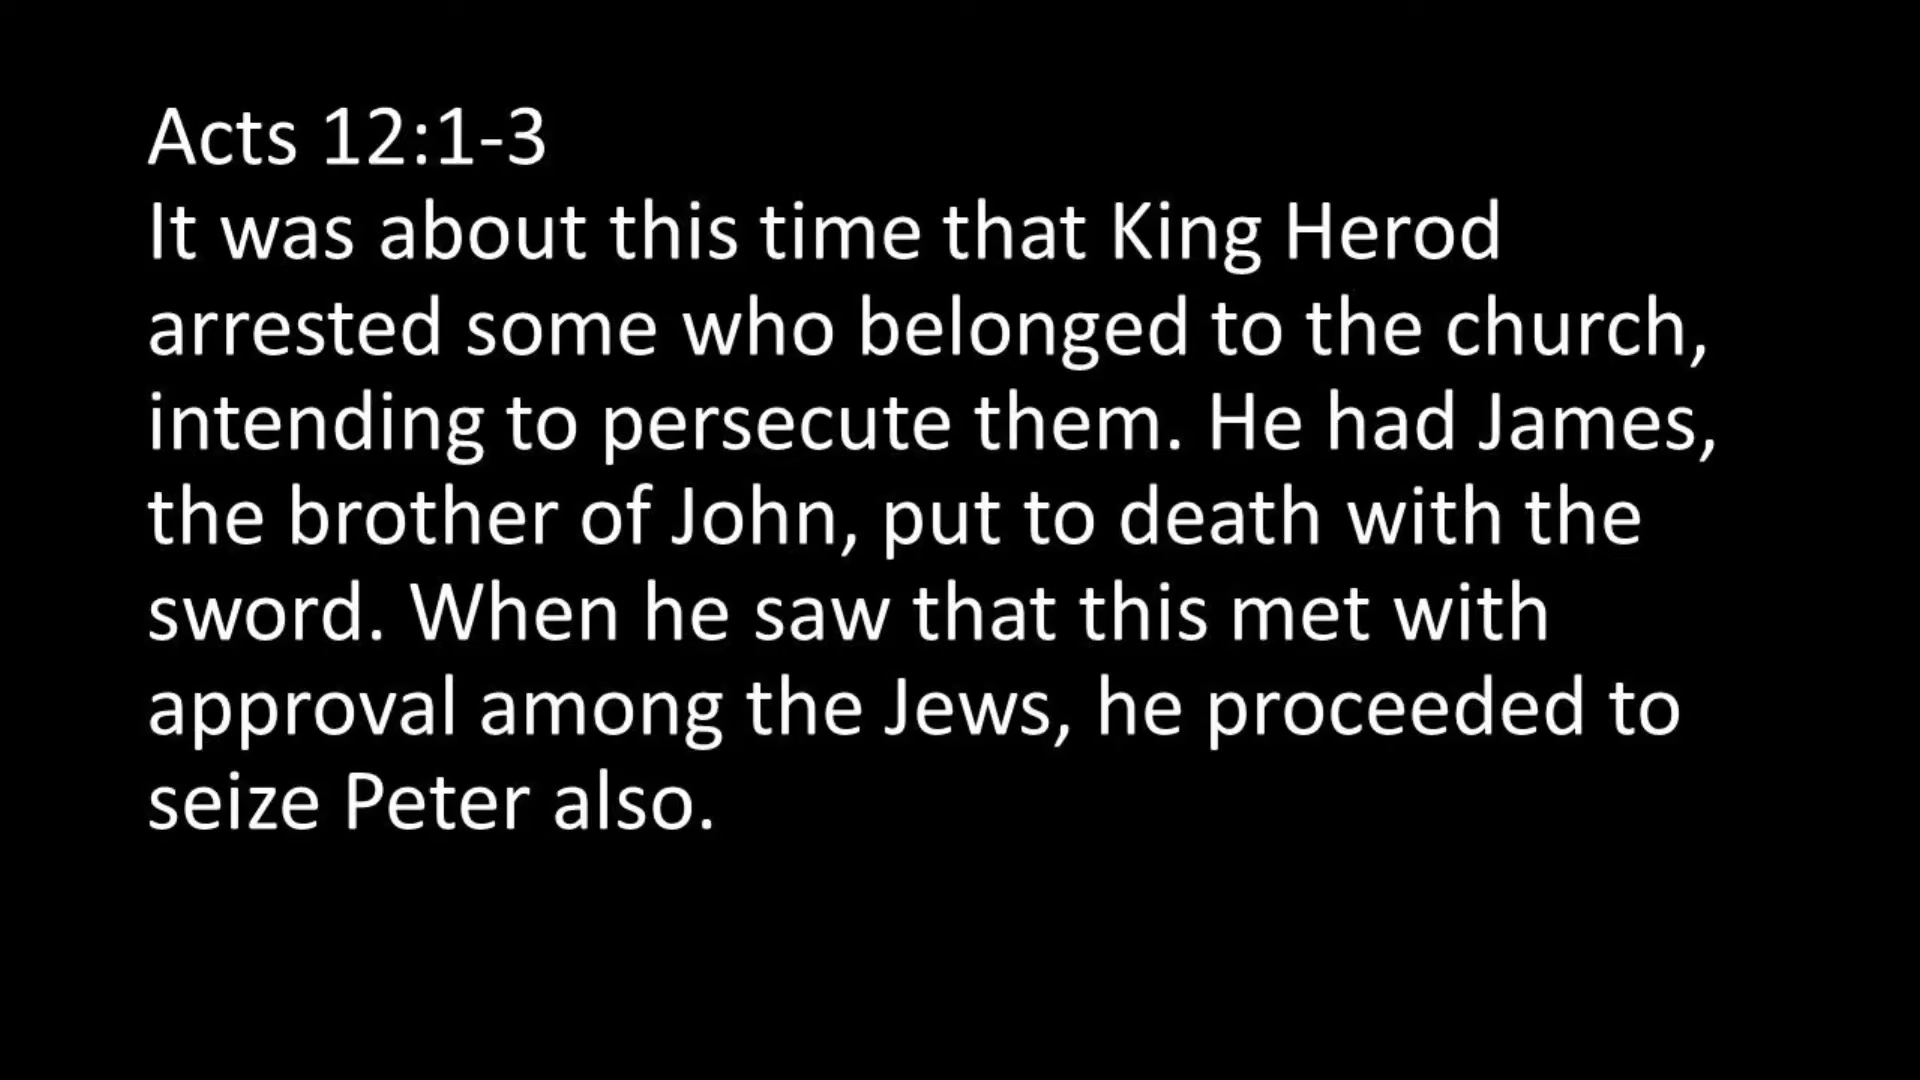 Acts 12:1-3
It was about this time that King Herod
arrested some who belonged to the church,
intending to persecute them. He had James,
the brother of John, put to death with the
sword. When he saw that this met with
approval among the Jews, he proceeded to
seize Peter also.